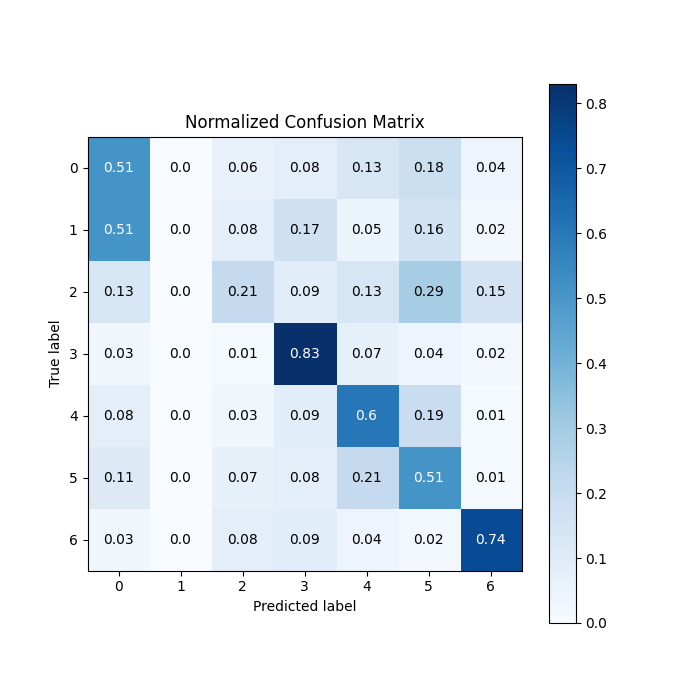 Normalized Confusion Matrix
0 0.51 0.0 0.06 0.08 0.13 0.18 0.04
1 0.51 0.0 0.08 0.17 0.05 0.16 0.02
2 0.13 0.0 0.21 0.09 0.13 0.29 0.15
3 0.03 0.0 0.01 0.83 0.07 0.04 0.02
4 0.08 0.0 0.03 0.09 0.6 0.19 0.01
5 0.11 0.0 0.07 0.08 0.21 0.51 0.01
6 0.03 0.0 0.08 0.09 0.04 0.02 0.74
0 1 2 3 4 5 6
Predicted label
True label
0.8
0.7
0.6
0.5
0.4
0.3
0.2
0.1
0.0